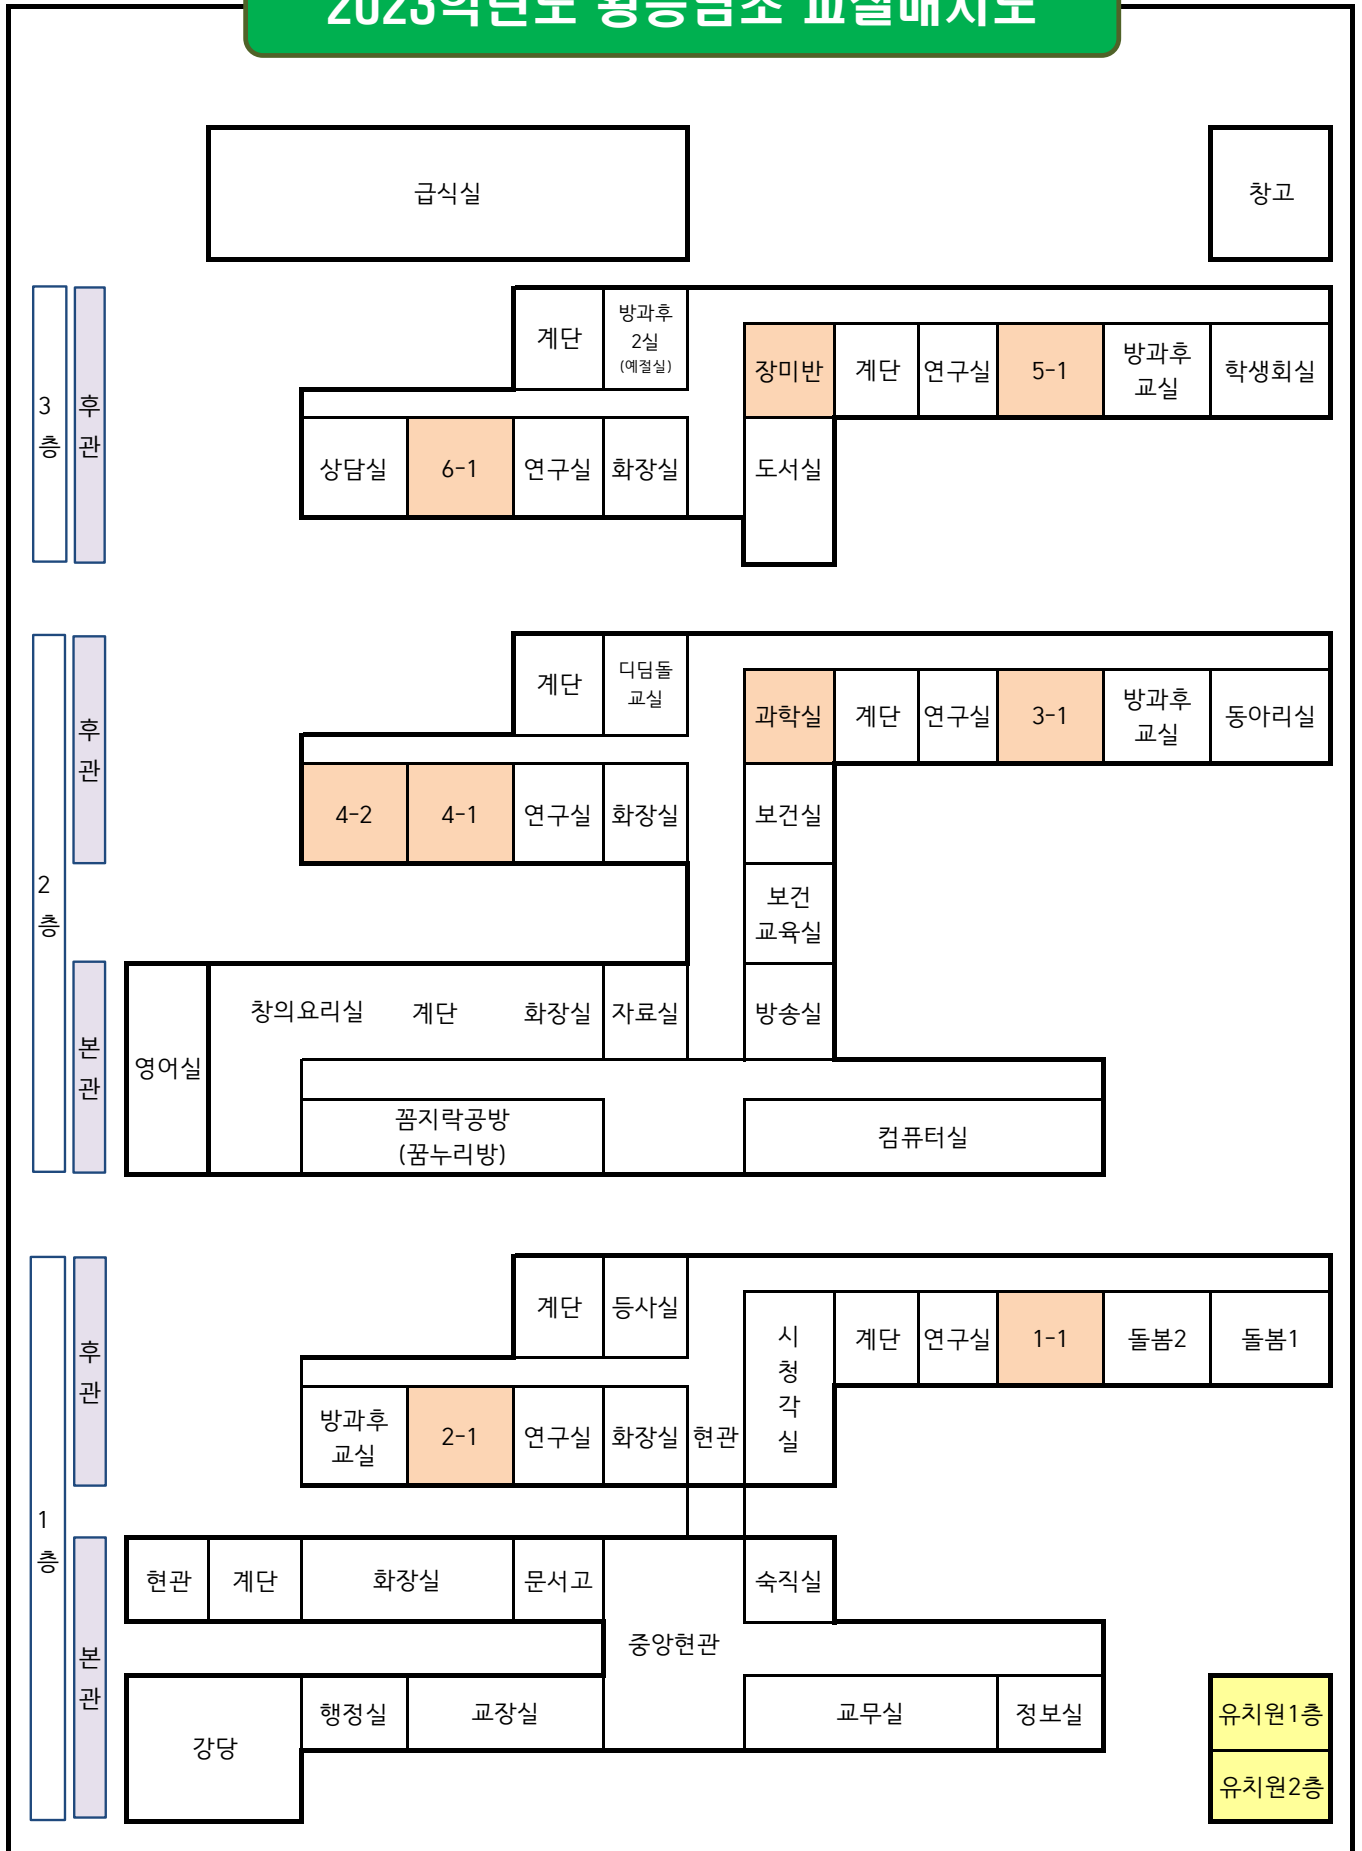 급식실
창고
3
층
후
관
계단
방과후
2실
(예절실)
장미반
계단
연구실
5-1
방과후
교실
학생회실
상담실
6-1
연구실
화장실
도서실
2
층
후
관
계단
디딤돌
교실
과학실
계단
연구실
3-1
방과후
교실
동아리실
4-2
4-1
연구실
화장실
보건실
보건
교육실
본
관
영어실
창의요리실
계단
화장실
자료실
방송실
꼼지락공방
(꿈누리방)
컴퓨터실
1
층
후
관
계단
등사실
시
청
각
실
계단
연구실
1-1
돌봄2
돌봄1
방과후
교실
2-1
연구실
화장실
현관
본
관
현관
계단
화장실
문서고
숙직실
중앙현관
강당
행정실
교장실
교무실
정보실
유치원1층
유치원2층